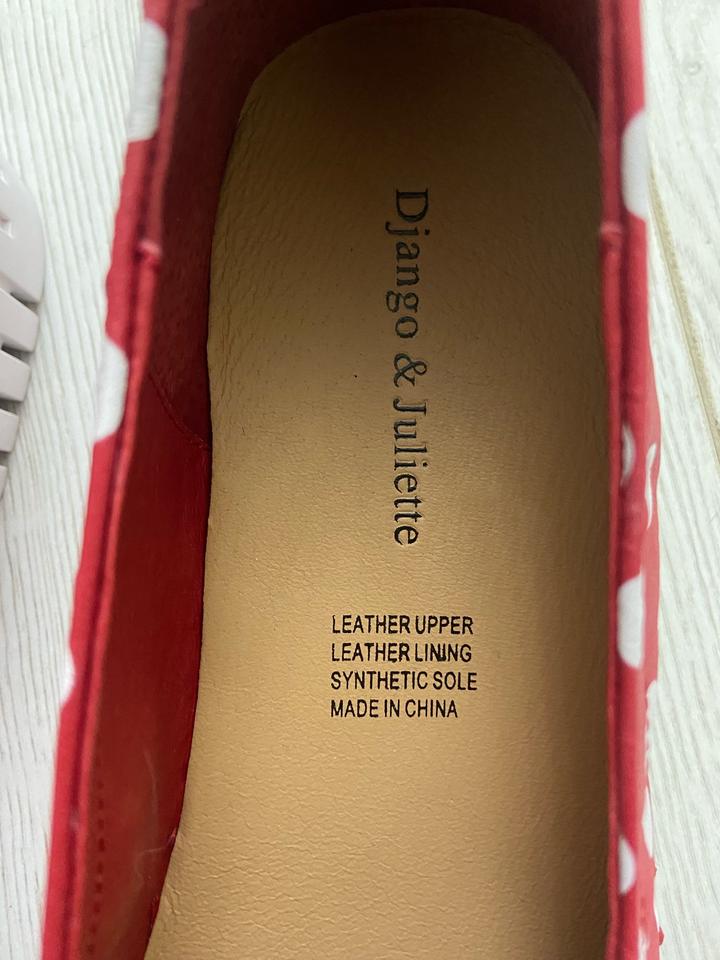 Django & Juliette
LEATHER UPPER
LEATHER LINING
SYNTHETIC SOLE
MADE IN CHINA